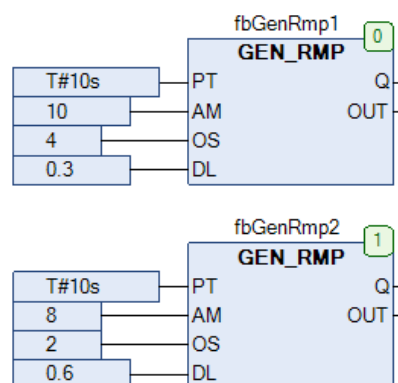 fbGenRmp1
0
GEN_RMP
T#10s PT Q
10 AM OUT
4 OS
0.3 DL
fbGenRmp2
1
GEN_RMP
T#10s PT Q
8 AM OUT
2 OS
0.6 DL